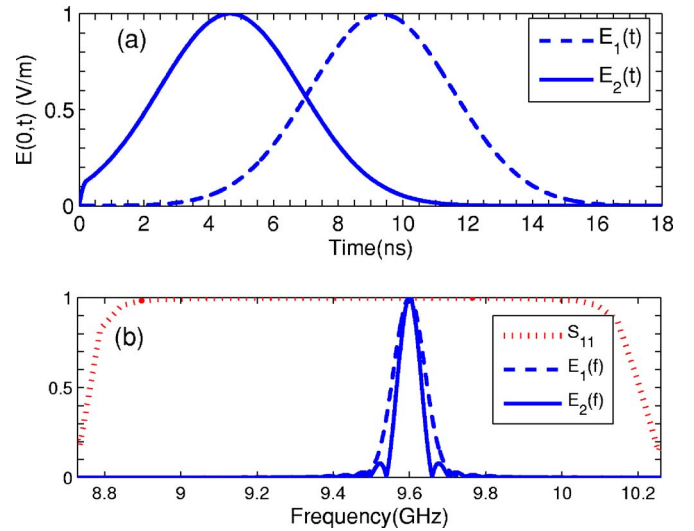 (a)
E1(t)
E2(t)
E(0,t) (V/m)
1
0.5
0
0 2 4 6 8 10 12 14 16 18
Time(ns)
(b)
S11
E1(f)
E2(f)
1
0.5
0
8.8 9 9.2 9.4 9.6 9.8 10 10.2
Frequency(GHz)